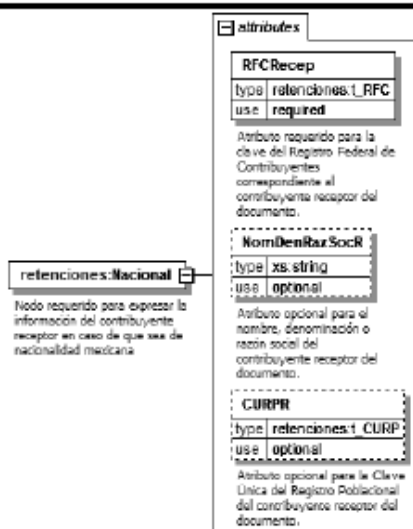 attributes
RFCRecep
type retenciones:t_RFC
use required
Atributo requerido para la
clave del Registro Federal de
Contribuyentes
correspondiente al
contribuyente receptor del
documento.
NomDenRazSocR
type xs:string
use optional
Atributo opcional para el
nombre, denominación o
razón social del
contribuyente receptor del
documento.
CURPR
type retenciones:t_CURP
use optional
Atributo opcional para la Clave
Única del Registro Poblacional
del contribuyente receptor del
documento.
retenciones:Nacional
Nodo requerido para expresar la
información del contribuyente
receptor en caso de que sea de
nacionalidad mexicana